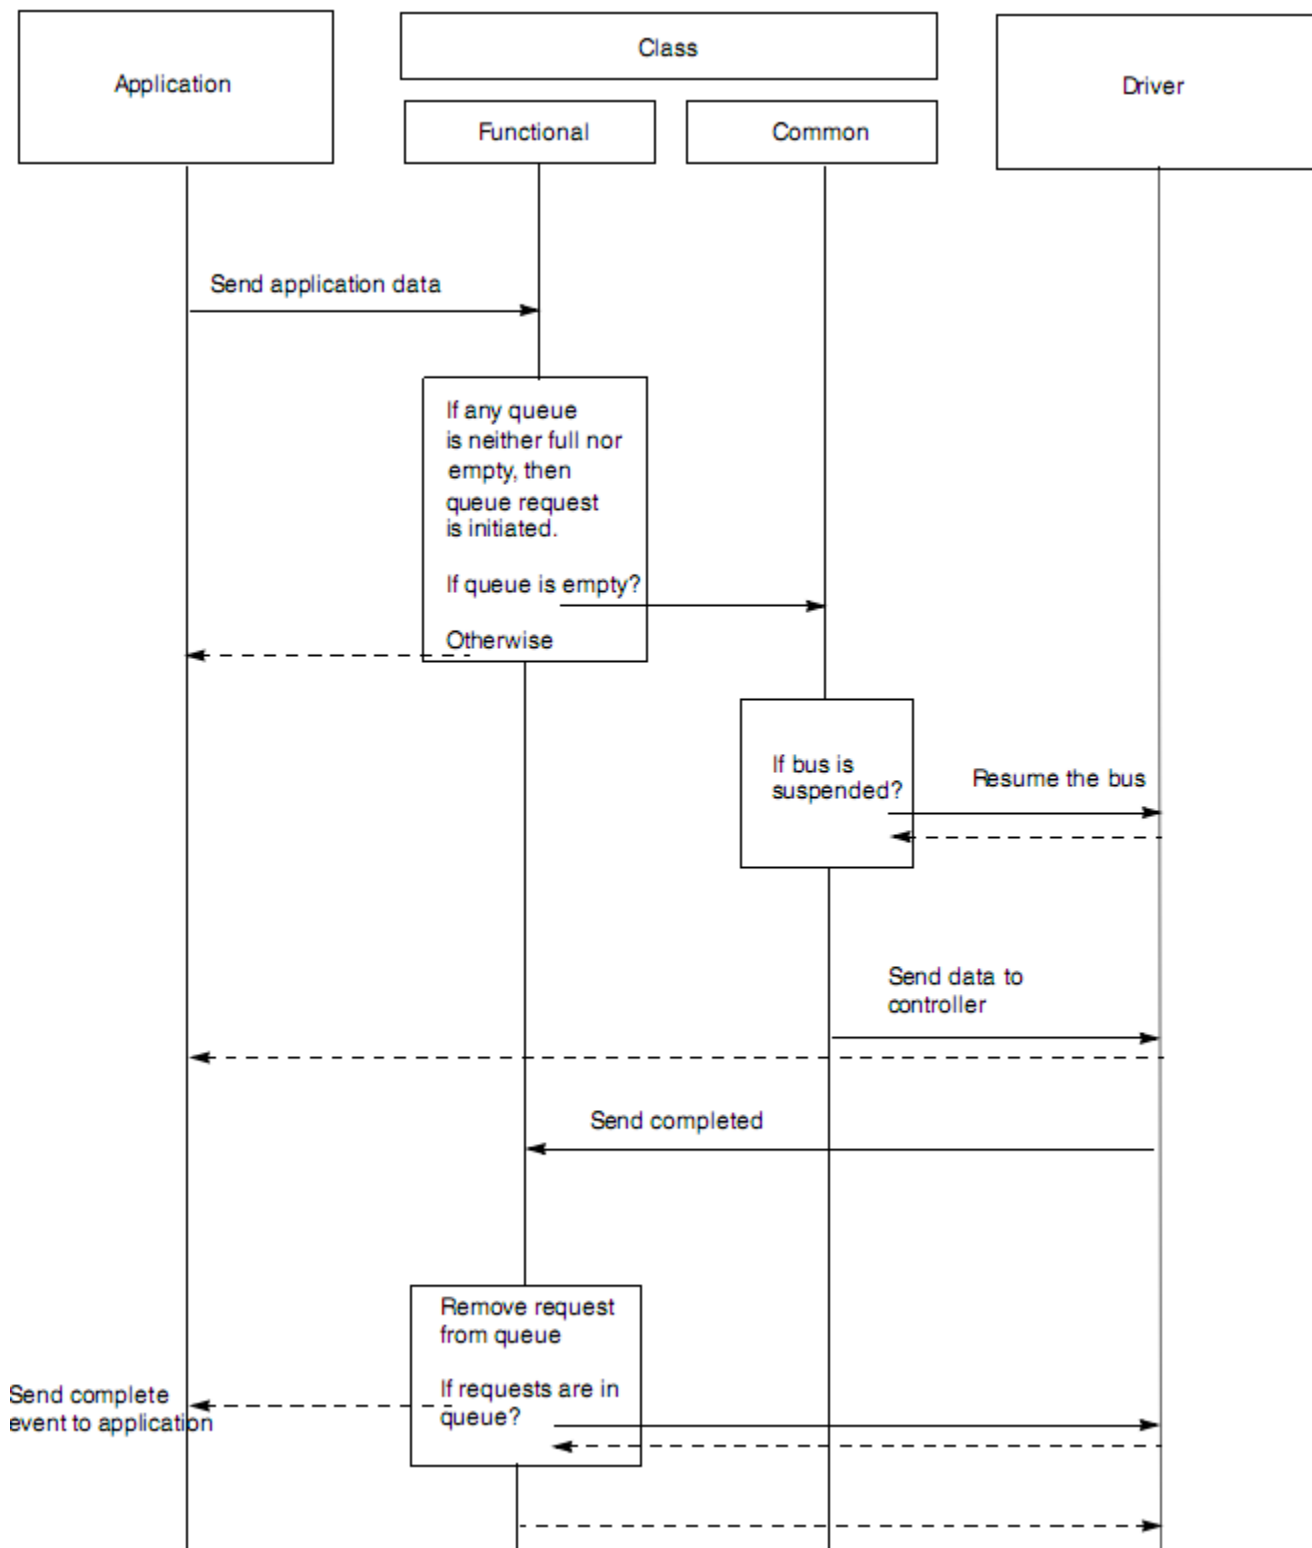 Application
Class
Driver
Functional
Common
Send application data
If any queue
is neither full nor
empty, then
queue request
is initiated.
If queue is empty?
Otherwise
If bus is
suspended?
Resume the bus
Send data to
controller
Send completed
Remove request
from queue
If requests are in
queue?
Send complete
event to application